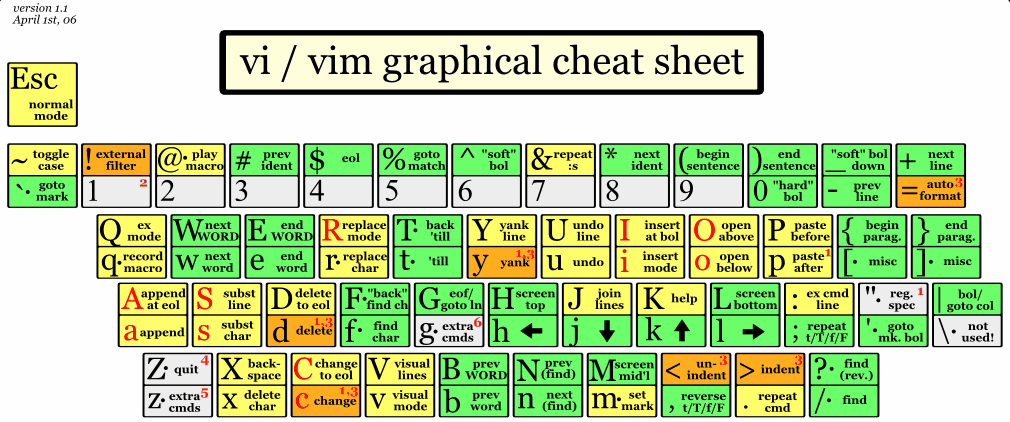 version 1.1
April 1st, 06
vi / vim graphical cheat sheet
Esc normal mode
~ toggle case
! external filter
@· play macro
# prev ident
$ eol
% goto match
^ "soft" bol
& repeat :s
* next ident
( begin sentence
) end sentence
_ "soft" bol down
+ next line
`· goto mark
1 2
2
3
4
5
6
7
8
9
0 "hard" bol
- prev line
= auto format 3
Q ex mode
W next WORD
E end WORD
R replace mode
T· back 'till
Y yank line
U undo line
I insert at bol
O open above
P paste before
{ begin parag.
} end parag.
q· record macro
w next word
e end word
r· replace char
t· 'till
y yank 1,3
u undo
i insert mode
o open below
p paste after 1
[· misc
]· misc
A append at eol
S subst line
D delete to eol
F· "back" find ch
G eof/ goto ln
H screen top
J join lines
K help
L screen bottom
: ex cmd line
"· reg. spec 1
| bol/ goto col
a append
s subst char
d delete 1,3
f· find char
g· extra cmds 6
h ←
j ↓
k ↑
l →
; repeat t/T/f/F
'· goto mk. bol
\· not used!
Z· quit 4
X back- space
C change to eol
V visual lines
B prev WORD
N prev (find)
M screen mid'l
< un- indent 3
> indent 3
?· find (rev.)
z· extra cmds 5
x delete char
c change 1,3
v visual mode
b prev word
n next (find)
m· set mark
, reverse t/T/f/F
. repeat cmd
/· find